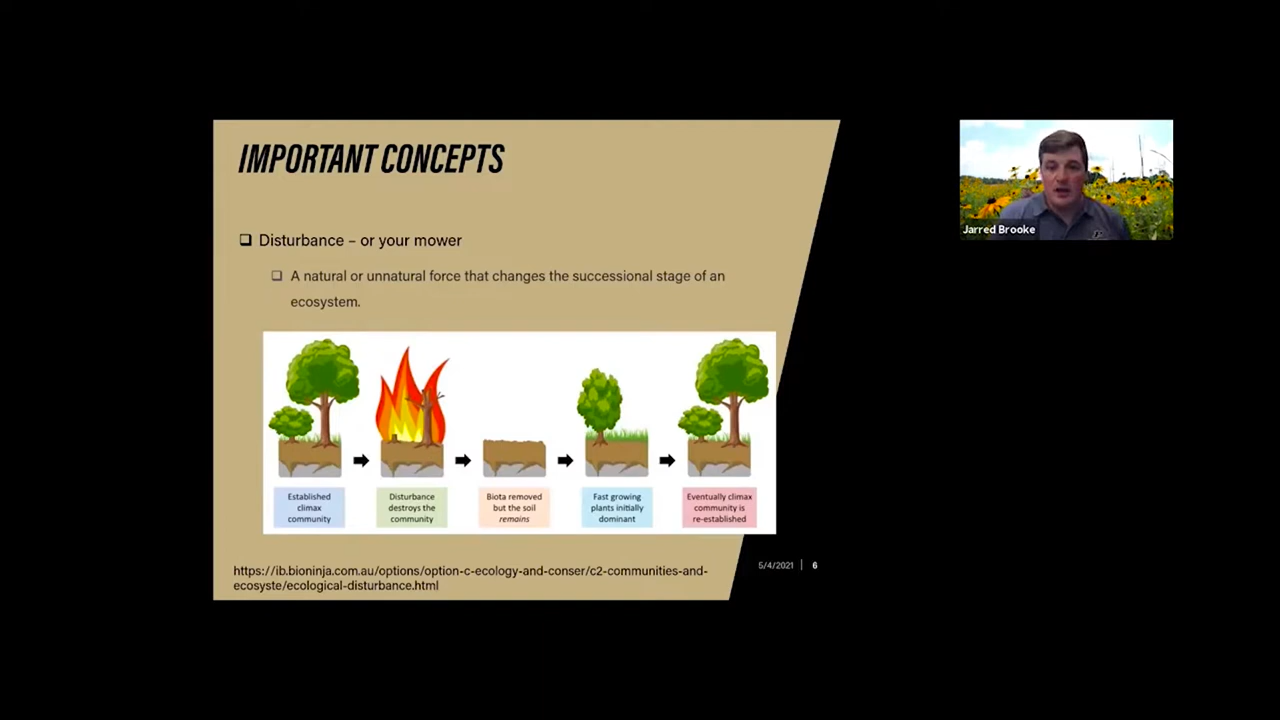 IMPORTANT CONCEPTS
Disturbance – or your mower
A natural or unnatural force that changes the successional stage of an
ecosystem.
Established
climax
community
Disturbance
destroys the
community
Biota removed
but the soil
remains
Fast growing
plants initially
dominant
Eventually climax
community is
re-established
https://ib.bioninja.com.au/options/option-c-ecology-and-conser/c2-communities-and-
ecosyste/ecological-disturbance.html
5/4/2021 | 6
Jarred Brooke